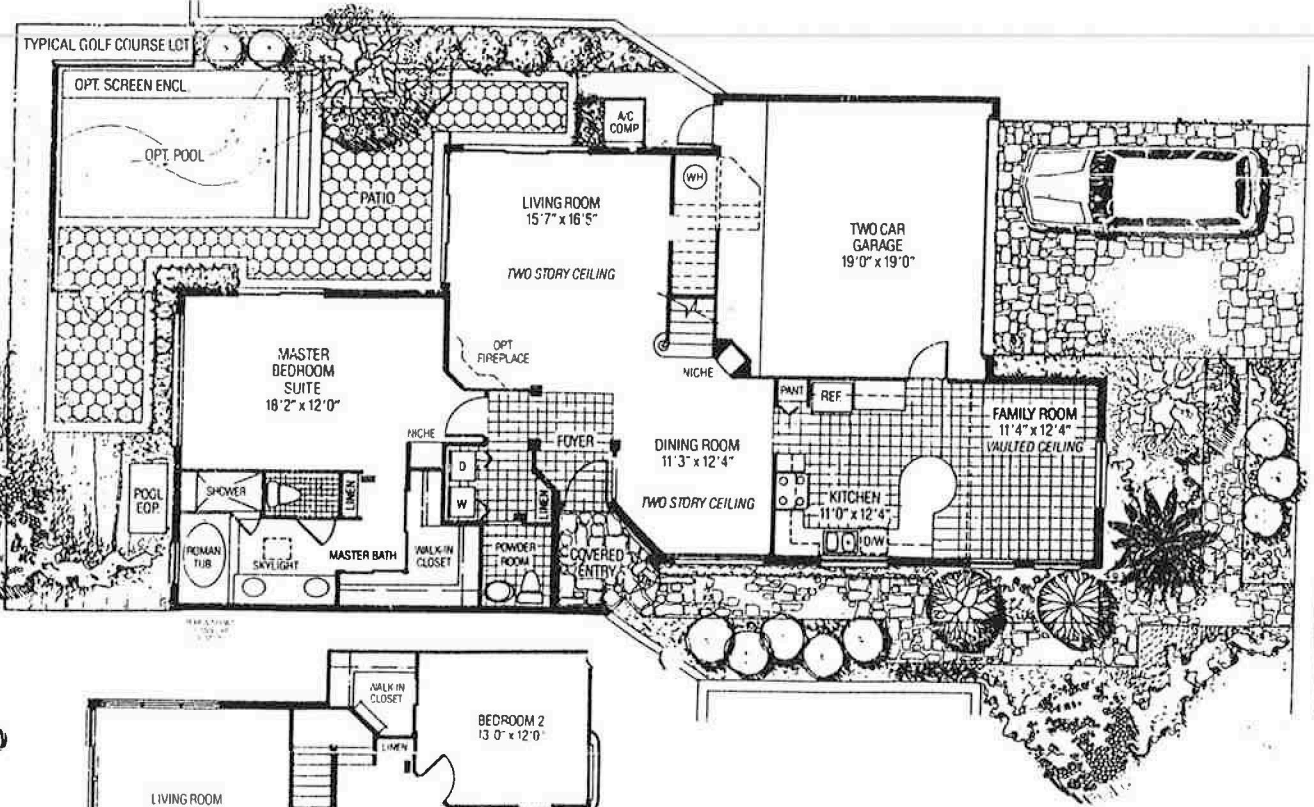 TYPICAL GOLF COURSE LOT
OPT. SCREEN ENCL.
OPT. POOL
PATIO
A/C
COMP
WH
LIVING ROOM
15'7" x 16'5"
TWO STORY CEILING
TWO CAR
GARAGE
19'0" x 19'0"
MASTER
BEDROOM
SUITE
18'2" x 12'0"
OPT
FIREPLACE
NICHE
PANT
REF.
FAMILY ROOM
11'4" x 12'4"
VAULTED CEILING
NICHE
FOYER
DINING ROOM
11'3" x 12'4"
TWO STORY CEILING
D
W
LINEN
KITCHEN
11'0" x 12'4"
D/W
POOL
EQP.
SHOWER
LINEN
ROMAN
TUB
SKYLIGHT
MASTER BATH
WALK-IN
CLOSET
POWDER
ROOM
COVERED
ENTRY
WALK IN
CLOSET
LINEN
BEDROOM 2
13'0" x 12'0"
LIVING ROOM